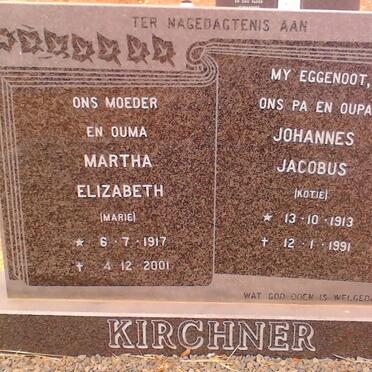 TER NAGEDAGTENIS AAN
ONS MOEDER
EN OUMA
MARTHA
ELIZABETH
(MARIE)
* 6 · 7 · 1917
† 4 · 12 · 2001
MY EGGENOOT,
ONS PA EN OUPA
JOHANNES
JACOBUS
(KOTIE)
* 13 · 10 · 1913
† 12 · 1 · 1991
WAT GOD DOEN IS
KIRCHNER